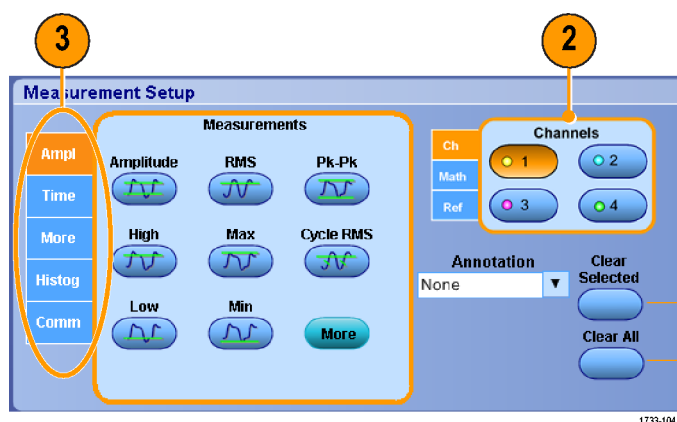 3
2
Measurement Setup
Measurements
Ampl
Time
More
Histog
Comm
Amplitude
RMS
Pk-Pk
High
Max
Cycle RMS
Low
Min
More
Ch
Math
Ref
Channels
1
2
3
4
Annotation
None
Clear
Selected
Clear All
1733-104